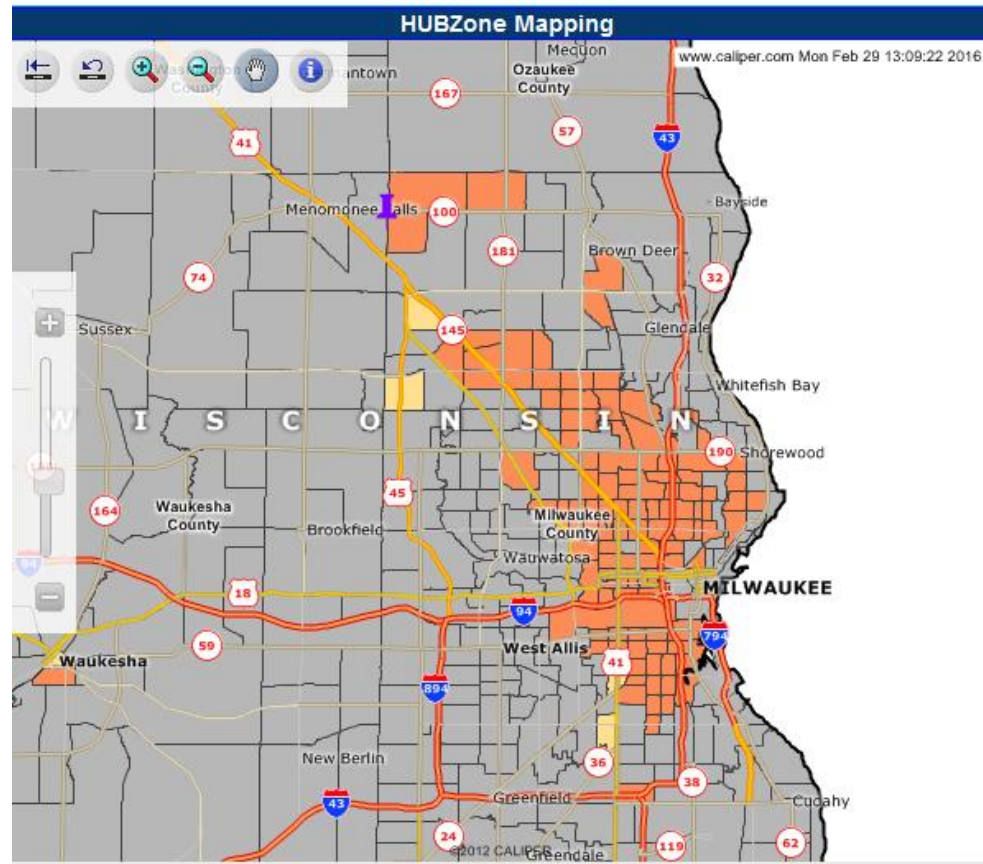 HUBZone Mapping
www.caliper.com Mon Feb 29 13:09:22 2016
Mequon
Ozaukee
County
County
167
57
41
43
Menomonee Falls
100
Bayside
181
Brown Deer
74
32
Sussex
145
Glendale
Whitefish Bay
W I S C O N S I N
190
Shorewood
45
164
Waukesha
County
Brookfield
Milwaukee
County
Wauwatosa
94
18
MILWAUKEE
94
59
West Allis
794
Waukesha
41
894
New Berlin
36
38
43
Greenfield
Cudahy
24
©2012 CALIPER
Greendale
119
62